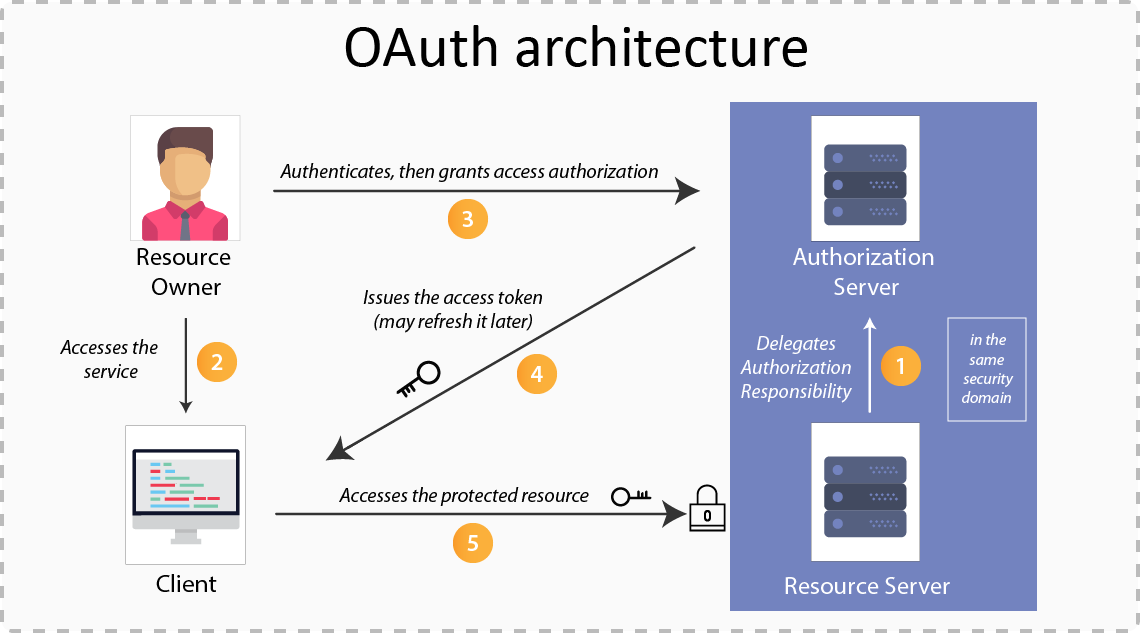 OAuth architecture
Authenticates, then grants access authorization
3
Resource
Owner
Authorization
Server
Issues the access token
(may refresh it later)
4
Accesses the
service
2
Delegates
Authorization
Responsibility
1
in the
same
security
domain
Client
Accesses the protected resource
5
Resource Server